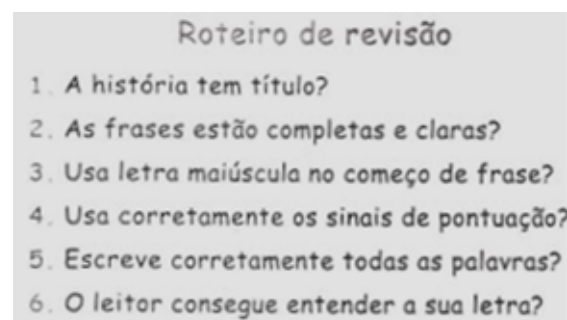 Roteiro de revisão
1. A história tem título?
2. As frases estão completas e claras?
3. Usa letra maiúscula no começo de frase?
4. Usa corretamente os sinais de pontuação?
5. Escreve corretamente todas as palavras?
6. O leitor consegue entender a sua letra?